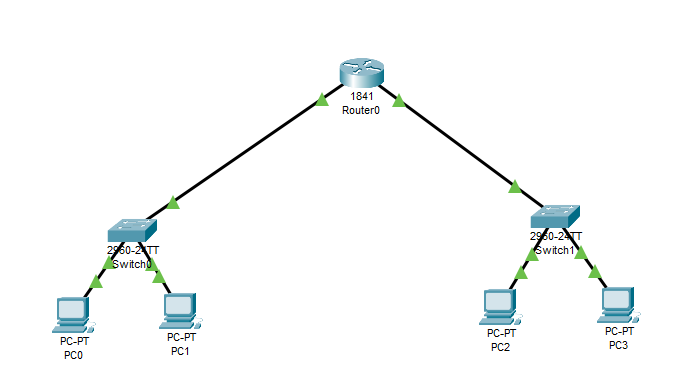 1841
Router0
2960-24TT
Switch0
2960-24TT
Switch1
PC-PT
PC0
PC-PT
PC1
PC-PT
PC2
PC-PT
PC3